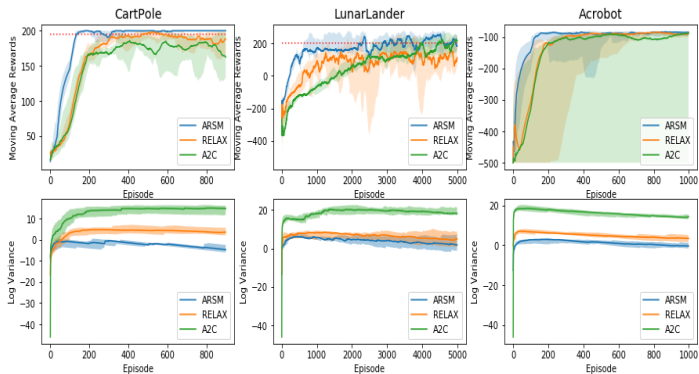 CartPole
LunarLander
Acrobot
Moving Average Rewards
200
150
100
50
0 200 400 600 800
Episode
ARSM
RELAX
A2C
Moving Average Rewards
200
0
−200
−400
0 1000 2000 3000 4000 5000
Episode
ARSM
RELAX
A2C
Moving Average Rewards
−100
−200
−300
−400
−500
0 200 400 600 800 1000
Episode
ARSM
RELAX
A2C
Log Variance
10
0
−10
−20
−30
−40
0 200 400 600 800
Episode
ARSM
RELAX
A2C
Log Variance
20
0
−20
−40
0 1000 2000 3000 4000 5000
Episode
ARSM
RELAX
A2C
Log Variance
20
0
−20
−40
0 200 400 600 800 1000
Episode
ARSM
RELAX
A2C